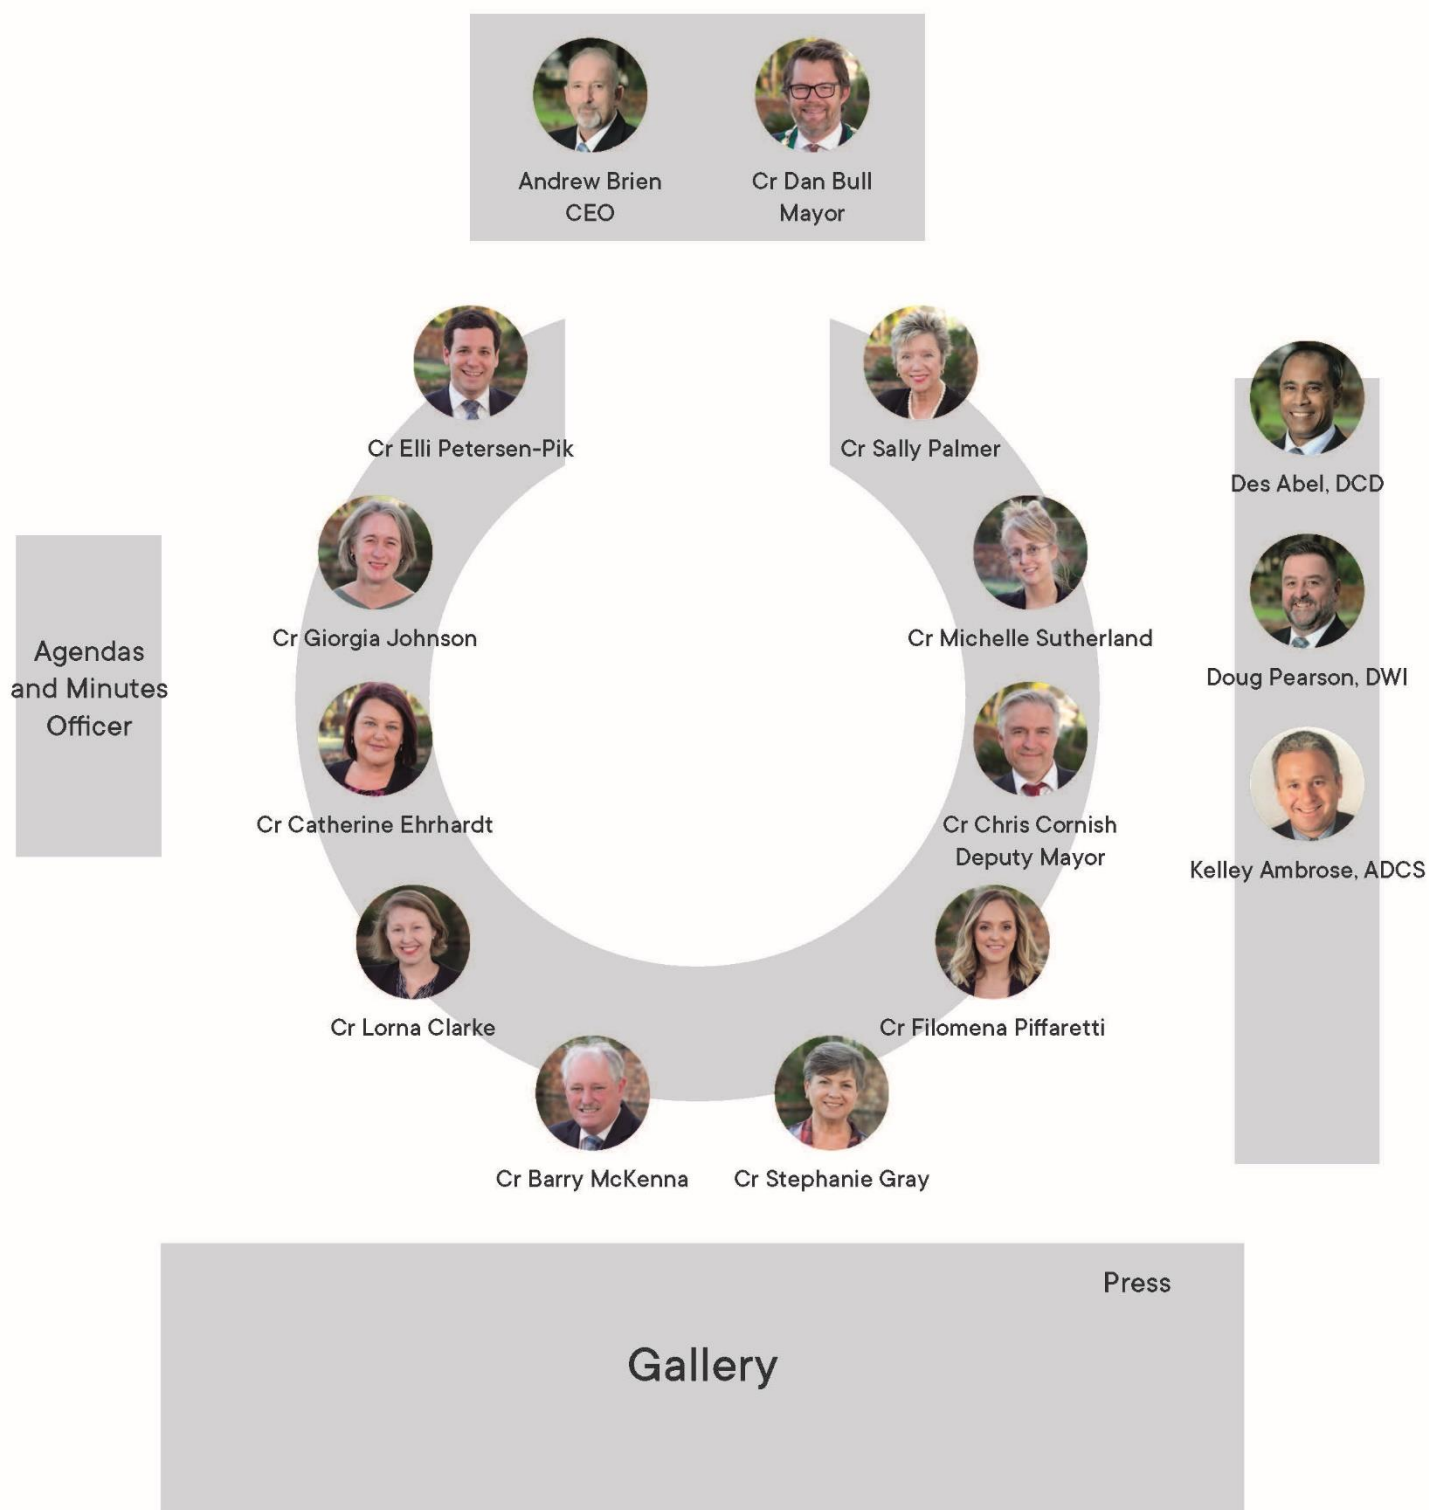 Andrew Brien
CEO
Cr Dan Bull
Mayor
Cr Elli Petersen-Pik
Cr Sally Palmer
Des Abel, DCD
Cr Giorgia Johnson
Cr Michelle Sutherland
Agendas
and Minutes
Officer
Doug Pearson, DWI
Cr Catherine Ehrhardt
Cr Chris Cornish
Deputy Mayor
Kelley Ambrose, ADCS
Cr Lorna Clarke
Cr Filomena Piffaretti
Cr Barry McKenna
Cr Stephanie Gray
Press
Gallery